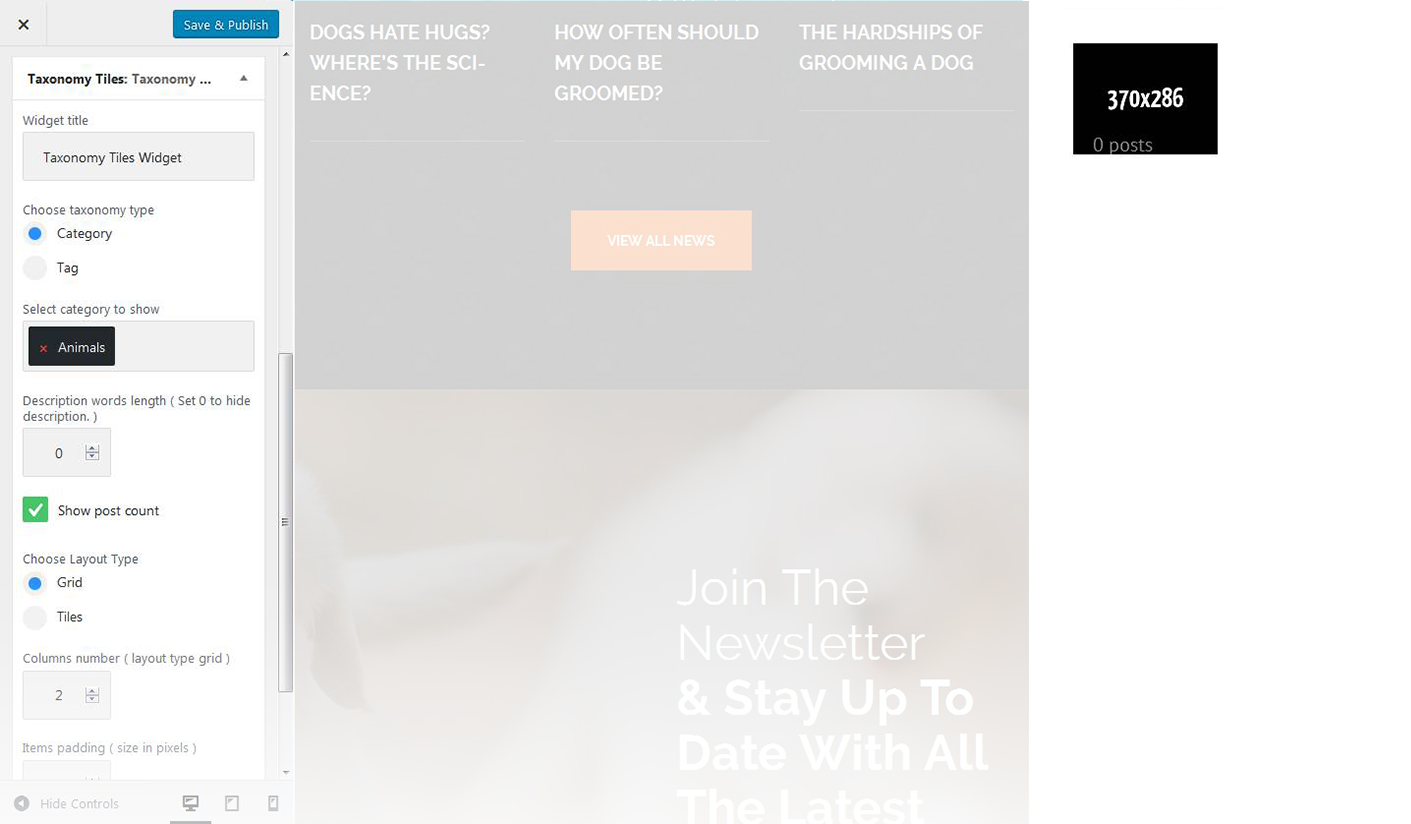 Save & Publish
Taxonomy Tiles: Taxonomy ...
Widget title
Taxonomy Tiles Widget
Choose taxonomy type
Category
Tag
Select category to show
× Animals
Description words length ( Set 0 to hide
description. )
0
Show post count
Choose Layout Type
Grid
Tiles
Columns number ( layout type grid )
2
Items padding ( size in pixels )
Hide Controls
DOGS HATE HUGS?
WHERE'S THE SCI-
ENCE?
HOW OFTEN SHOULD
MY DOG BE
GROOMED?
THE HARDSHIPS OF
GROOMING A DOG
VIEW ALL NEWS
Join The
Newsletter
& Stay Up To
Date With All
The Latest
370x286
0 posts